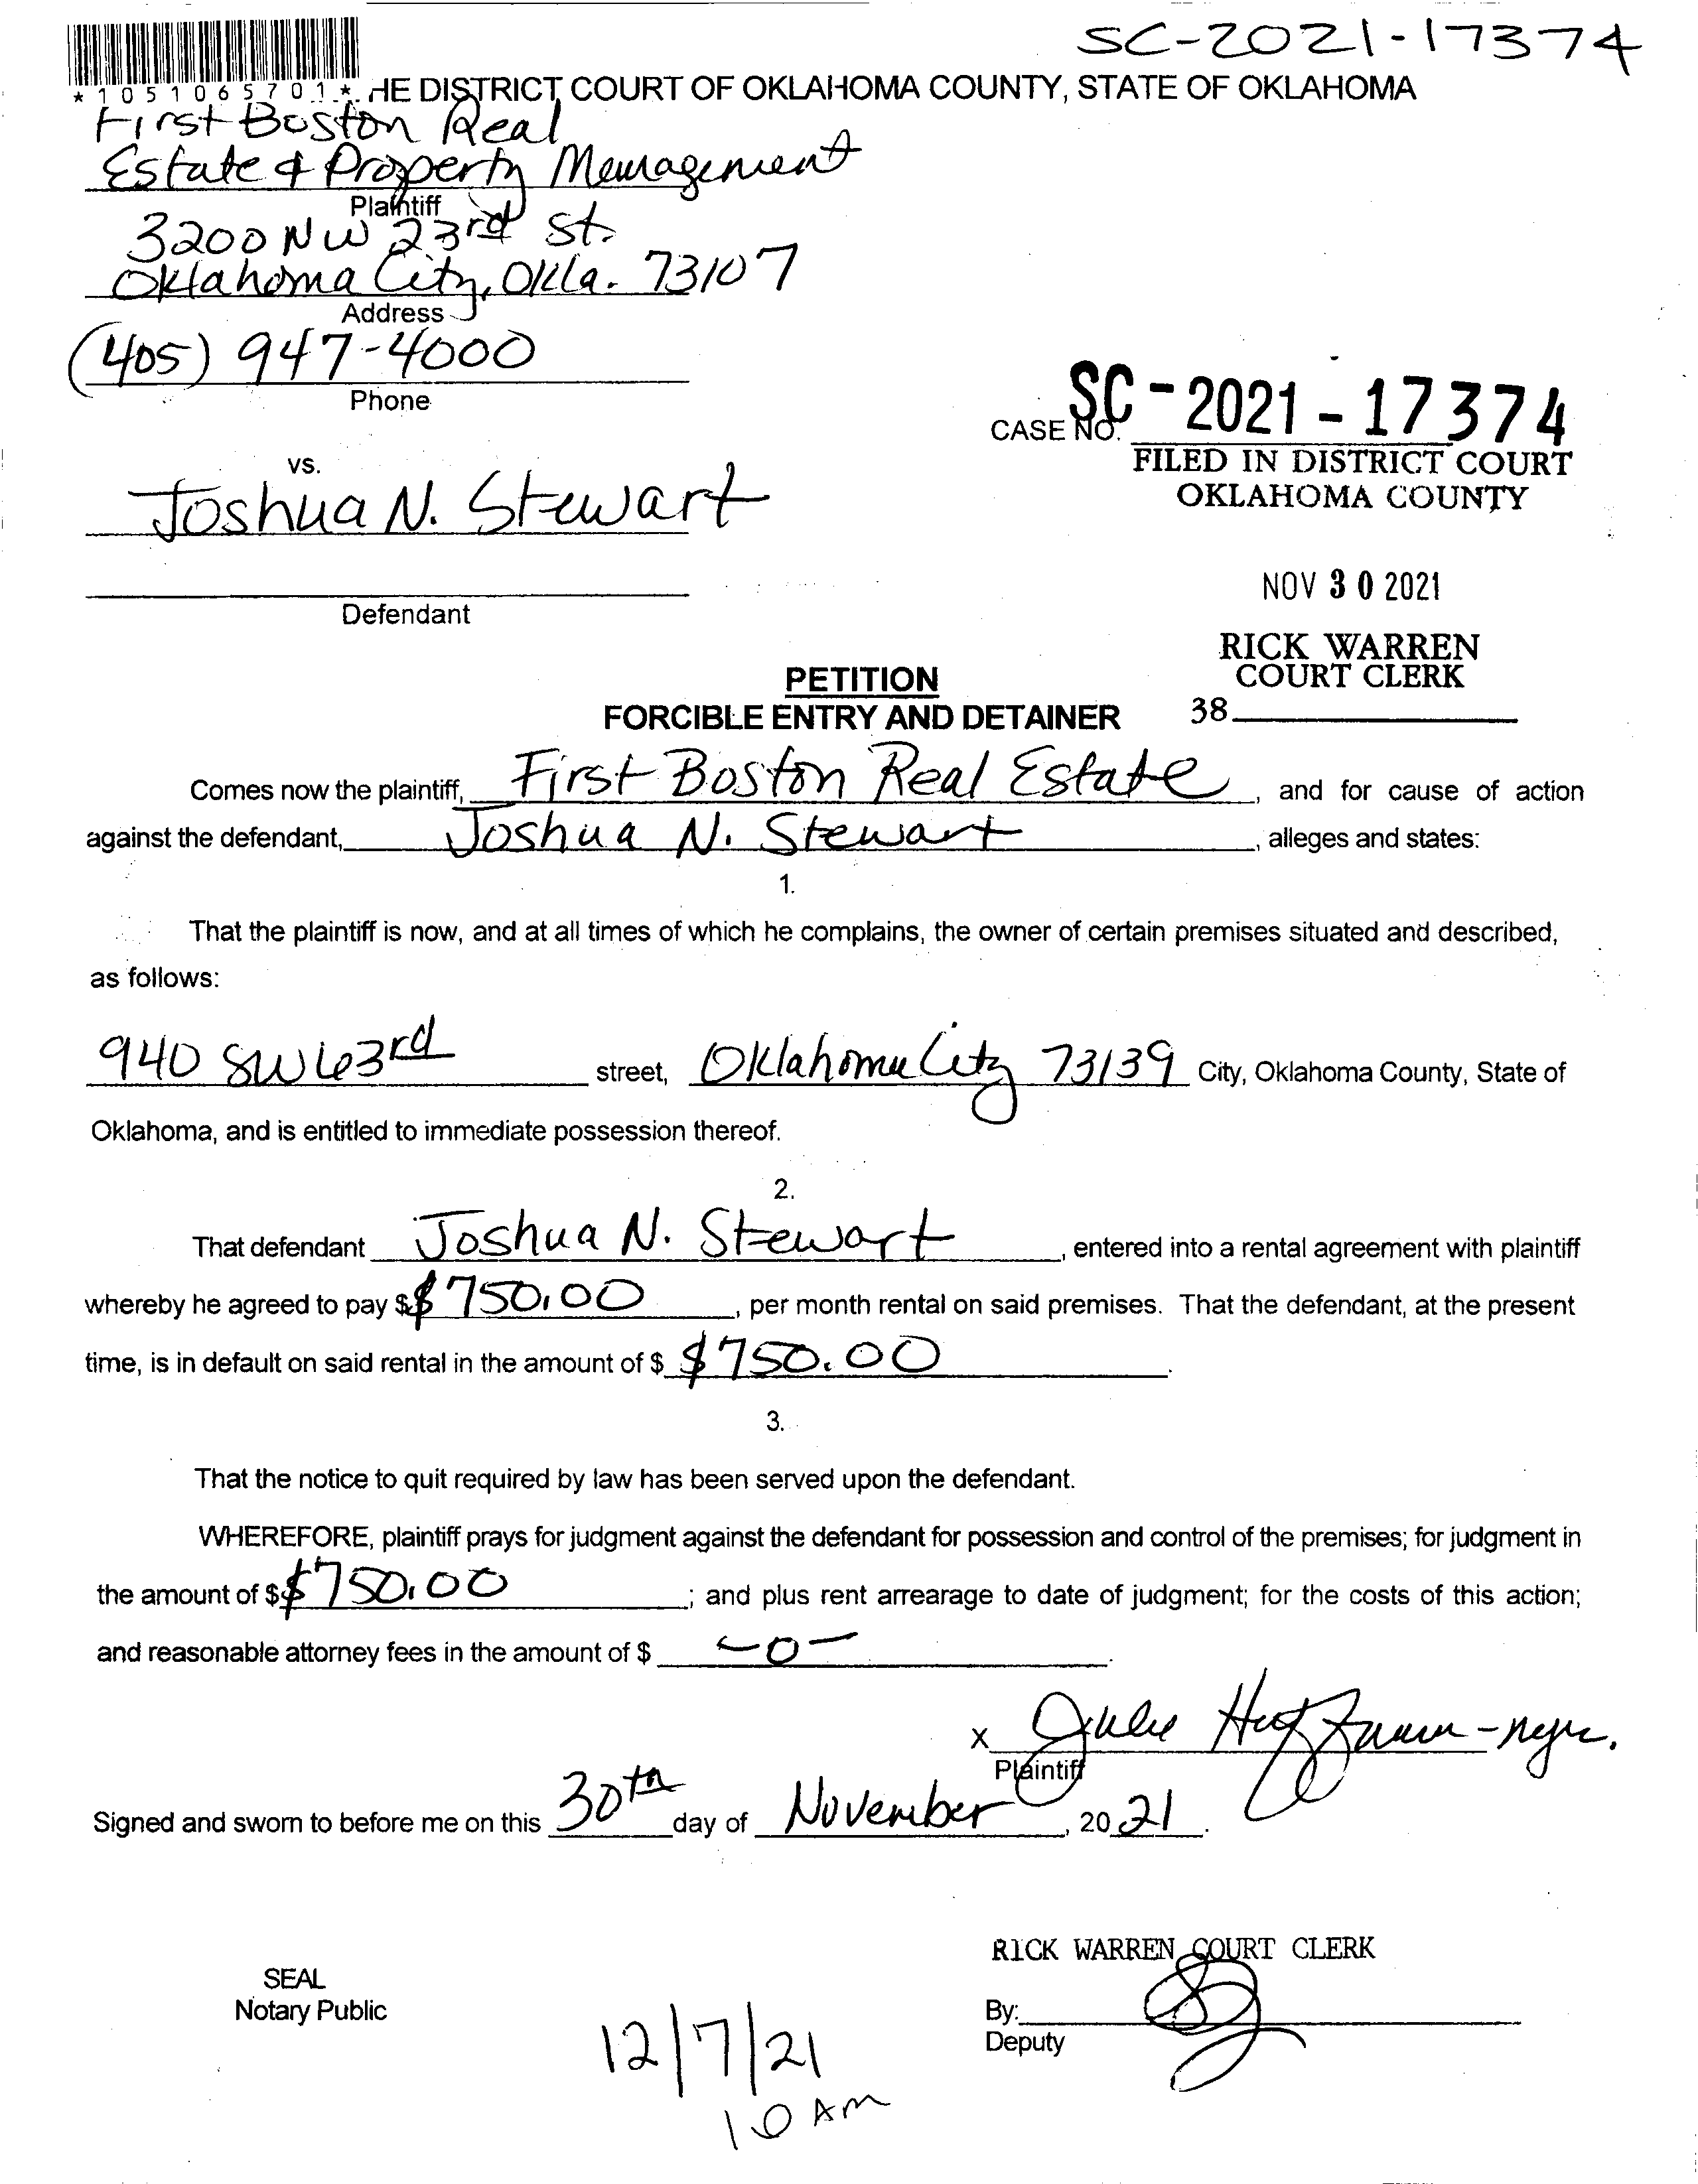 SC-2021-17374
*1051065701* HE DISTRICT COURT OF OKLAHOMA COUNTY, STATE OF OKLAHOMA
First Boston Real
Estate & Property Management
Plaintiff
3200 NW 23rd St.
Oklahoma City, Okla. 73107
Address
(405) 947-4000
Phone
CASE NO. SC-2021-17374
FILED IN DISTRICT COURT
OKLAHOMA COUNTY
vs.
Joshua N. Stewart
NOV 30 2021
Defendant
RICK WARREN
COURT CLERK
38
PETITION
FORCIBLE ENTRY AND DETAINER
Comes now the plaintiff, First Boston Real Estate, and for cause of action
against the defendant, Joshua N. Stewart, alleges and states:
1.
That the plaintiff is now, and at all times of which he complains, the owner of certain premises situated and described,
as follows:
940 SW 63rd street, Oklahoma City 73139 City, Oklahoma County, State of
Oklahoma, and is entitled to immediate possession thereof.
2.
That defendant Joshua N. Stewart, entered into a rental agreement with plaintiff
whereby he agreed to pay $ $750.00, per month rental on said premises. That the defendant, at the present
time, is in default on said rental in the amount of $ $750.00.
3.
That the notice to quit required by law has been served upon the defendant.
WHEREFORE, plaintiff prays for judgment against the defendant for possession and control of the premises; for judgment in
the amount of $ $750.00; and plus rent arrearage to date of judgment; for the costs of this action;
and reasonable attorney fees in the amount of $ -0-.
X Julie
Plaintiff
Signed and sworn to before me on this 30th day of November, 2021.
RICK WARREN COURT CLERK
SEAL
Notary Public
By:
Deputy
12/7/21
10 AM